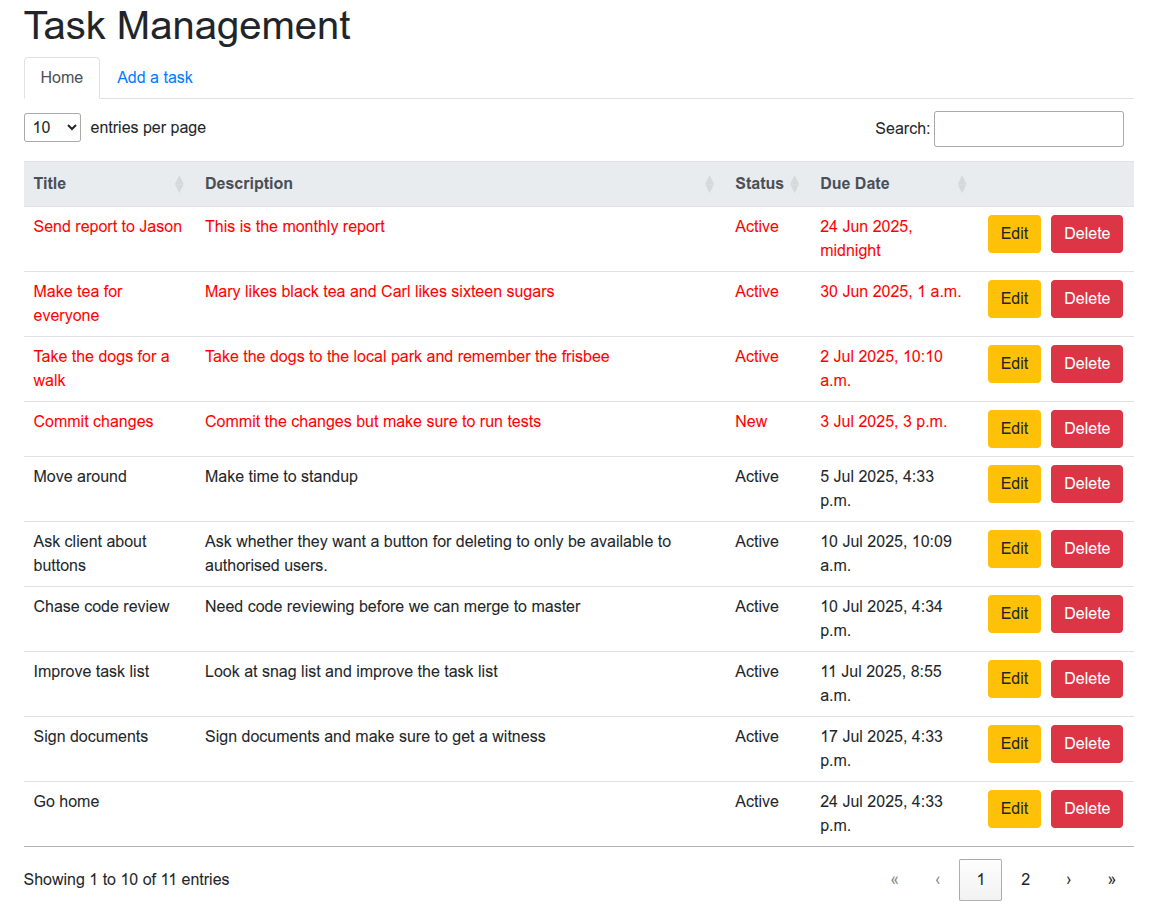 Task Management
Home Add a task
10 entries per page Search:
Title Description Status Due Date
Send report to Jason This is the monthly report Active 24 Jun 2025, Edit Delete
midnight
Make tea for Mary likes black tea and Carl likes sixteen sugars Active 30 Jun 2025, 1 a.m. Edit Delete
everyone
Take the dogs for a Take the dogs to the local park and remember the frisbee Active 2 Jul 2025, 10:10 Edit Delete
walk a.m.
Commit changes Commit the changes but make sure to run tests New 3 Jul 2025, 3 p.m. Edit Delete
Move around Make time to standup Active 5 Jul 2025, 4:33 Edit Delete
p.m.
Ask client about Ask whether they want a button for deleting to only be available to Active 10 Jul 2025, 10:09 Edit Delete
buttons authorised users. a.m.
Chase code review Need code reviewing before we can merge to master Active 10 Jul 2025, 4:34 Edit Delete
p.m.
Improve task list Look at snag list and improve the task list Active 11 Jul 2025, 8:55 Edit Delete
a.m.
Sign documents Sign documents and make sure to get a witness Active 17 Jul 2025, 4:33 Edit Delete
p.m.
Go home Active 24 Jul 2025, 4:33 Edit Delete
p.m.
Showing 1 to 10 of 11 entries « ‹ 1 2 › »